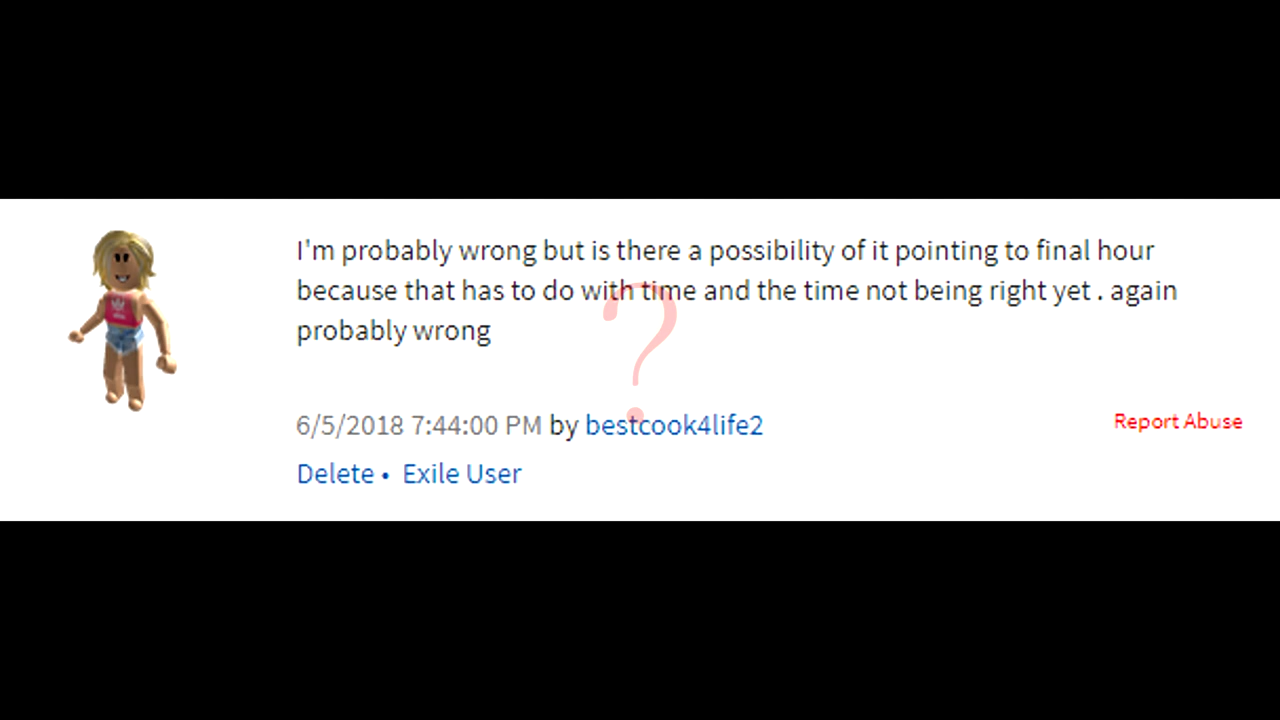 I'm probably wrong but is there a possibility of it pointing to final hour
because that has to do with time and the time not being right yet . again
probably wrong
?
6/5/2018 7:44:00 PM by bestcook4life2
Report Abuse
Delete • Exile User